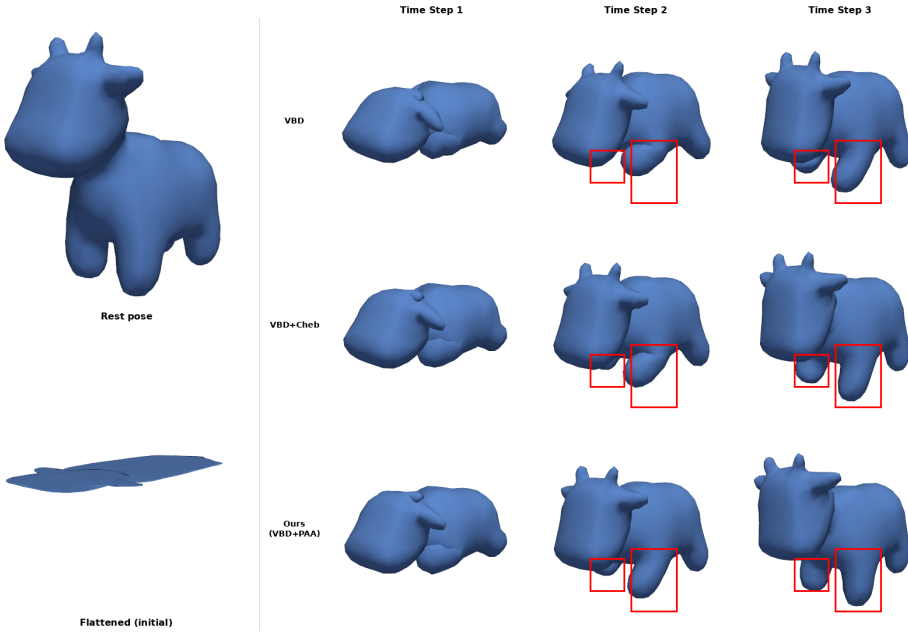 Time Step 1
Time Step 2
Time Step 3
VBD
Rest pose
VBD+Cheb
Ours
(VBD+PAA)
Flattened (initial)